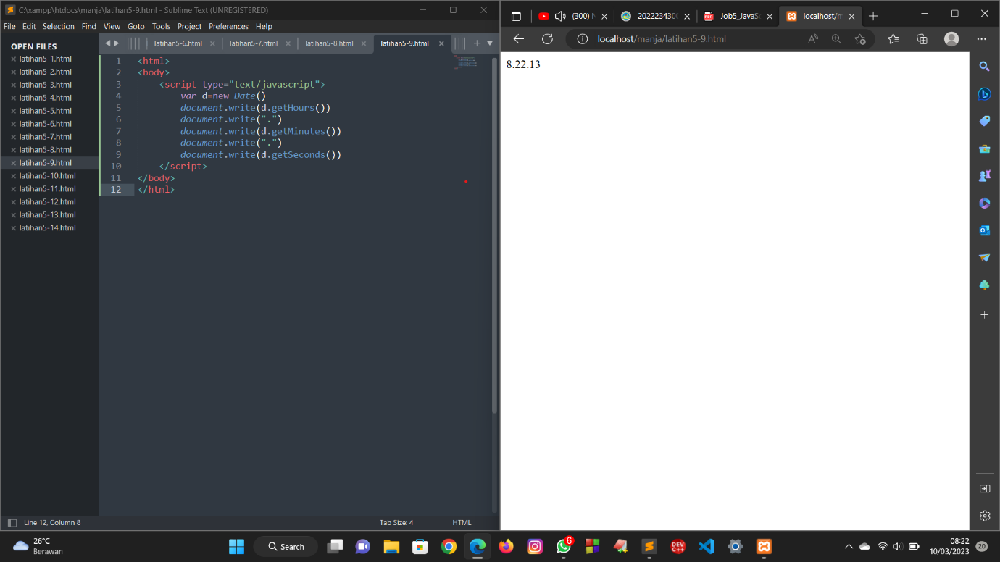 C:\xampp\htdocs\manja\latihan5-9.html - Sublime Text (UNREGISTERED)
File Edit Selection Find View Goto Tools Project Preferences Help
OPEN FILES
latihan5-1.html
latihan5-2.html
latihan5-3.html
latihan5-4.html
latihan5-5.html
latihan5-6.html
latihan5-7.html
latihan5-8.html
latihan5-9.html
latihan5-10.html
latihan5-11.html
latihan5-12.html
latihan5-13.html
latihan5-14.html
latihan5-6.html latihan5-7.html latihan5-8.html latihan5-9.html
1 <html>
2 <body>
3 <script type="text/javascript">
4 var d=new Date()
5 document.write(d.getHours())
6 document.write(".")
7 document.write(d.getMinutes())
8 document.write(".")
9 document.write(d.getSeconds())
10 </script>
11 </body>
12 </html>
Line 12, Column 8 Tab Size: 4 HTML
(300) 202223430 Job5_JavaSc localhost/m
localhost/manja/latihan5-9.html
8.22.13
26°C
Berawan
Search
6
DEV C++
08:22
10/03/2023
20